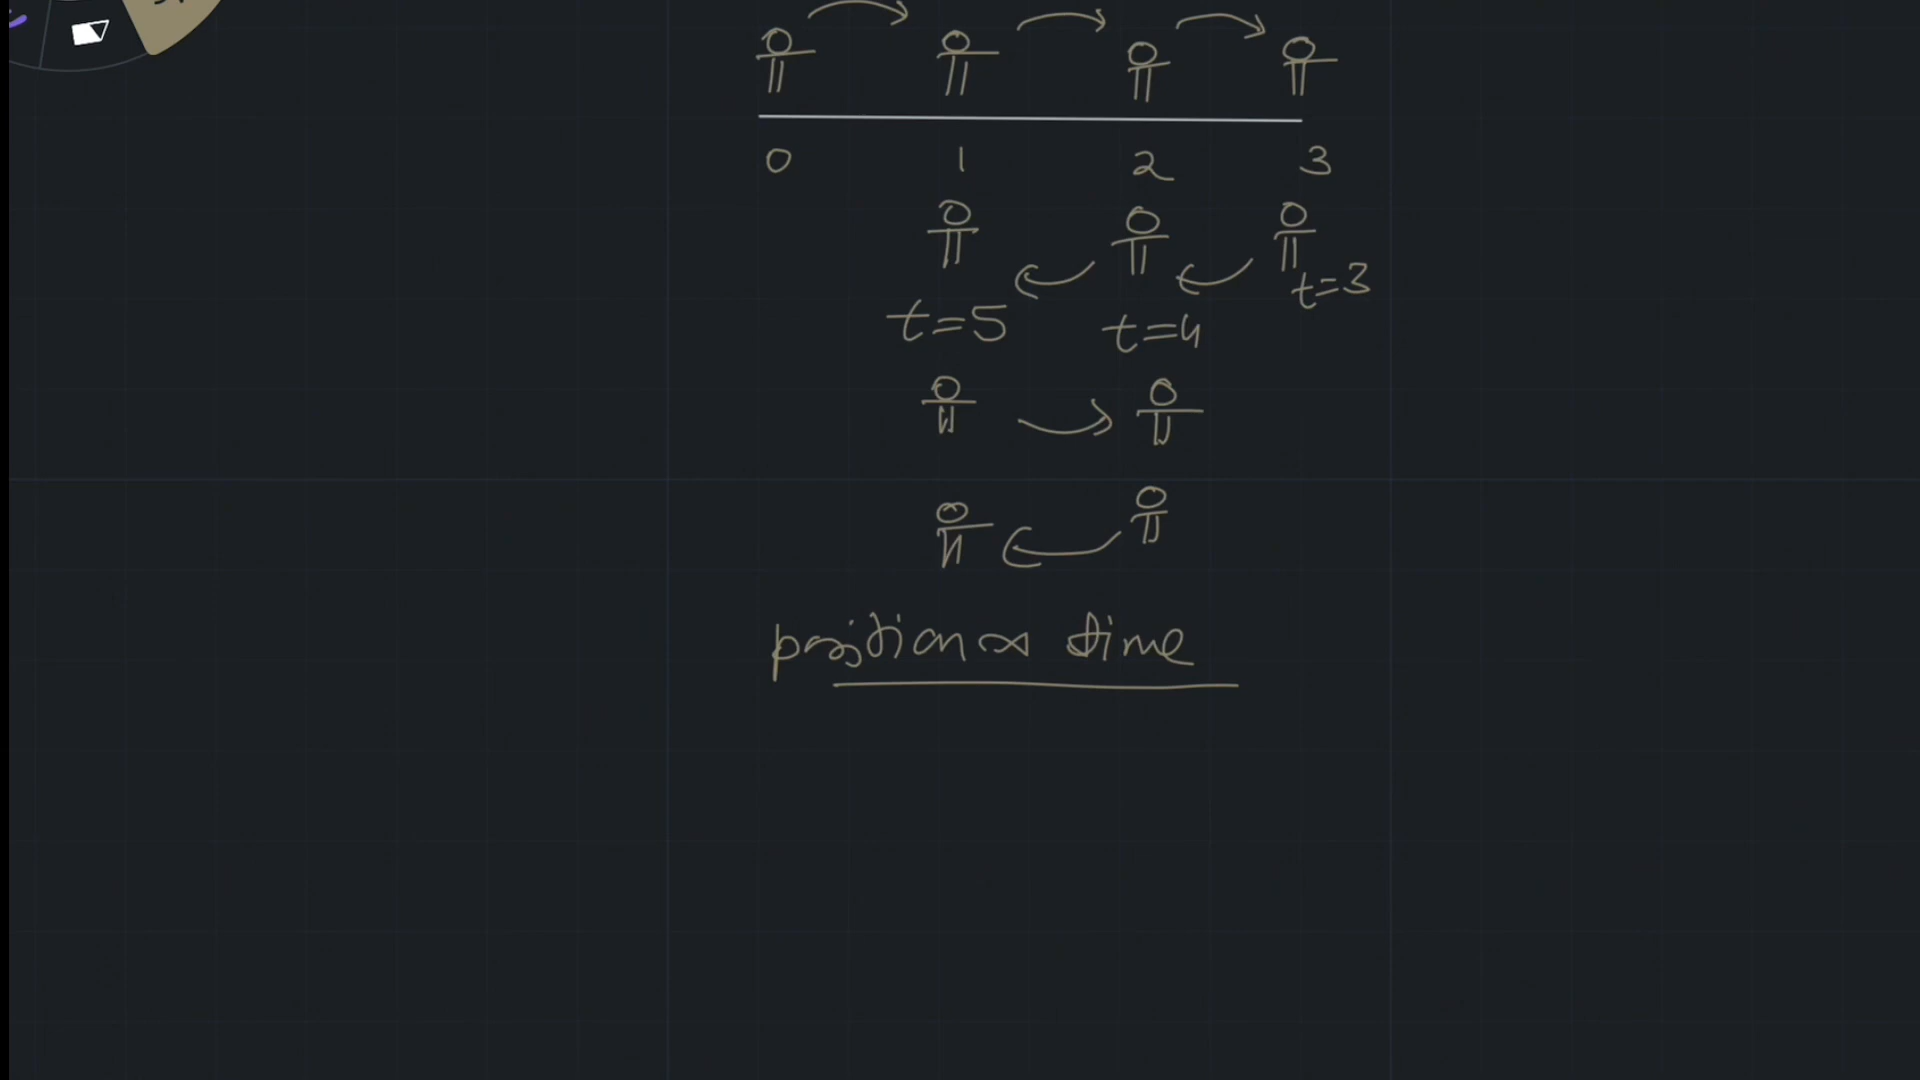 0 1 2 3
t=3
t=5 t=4
position ∝ time